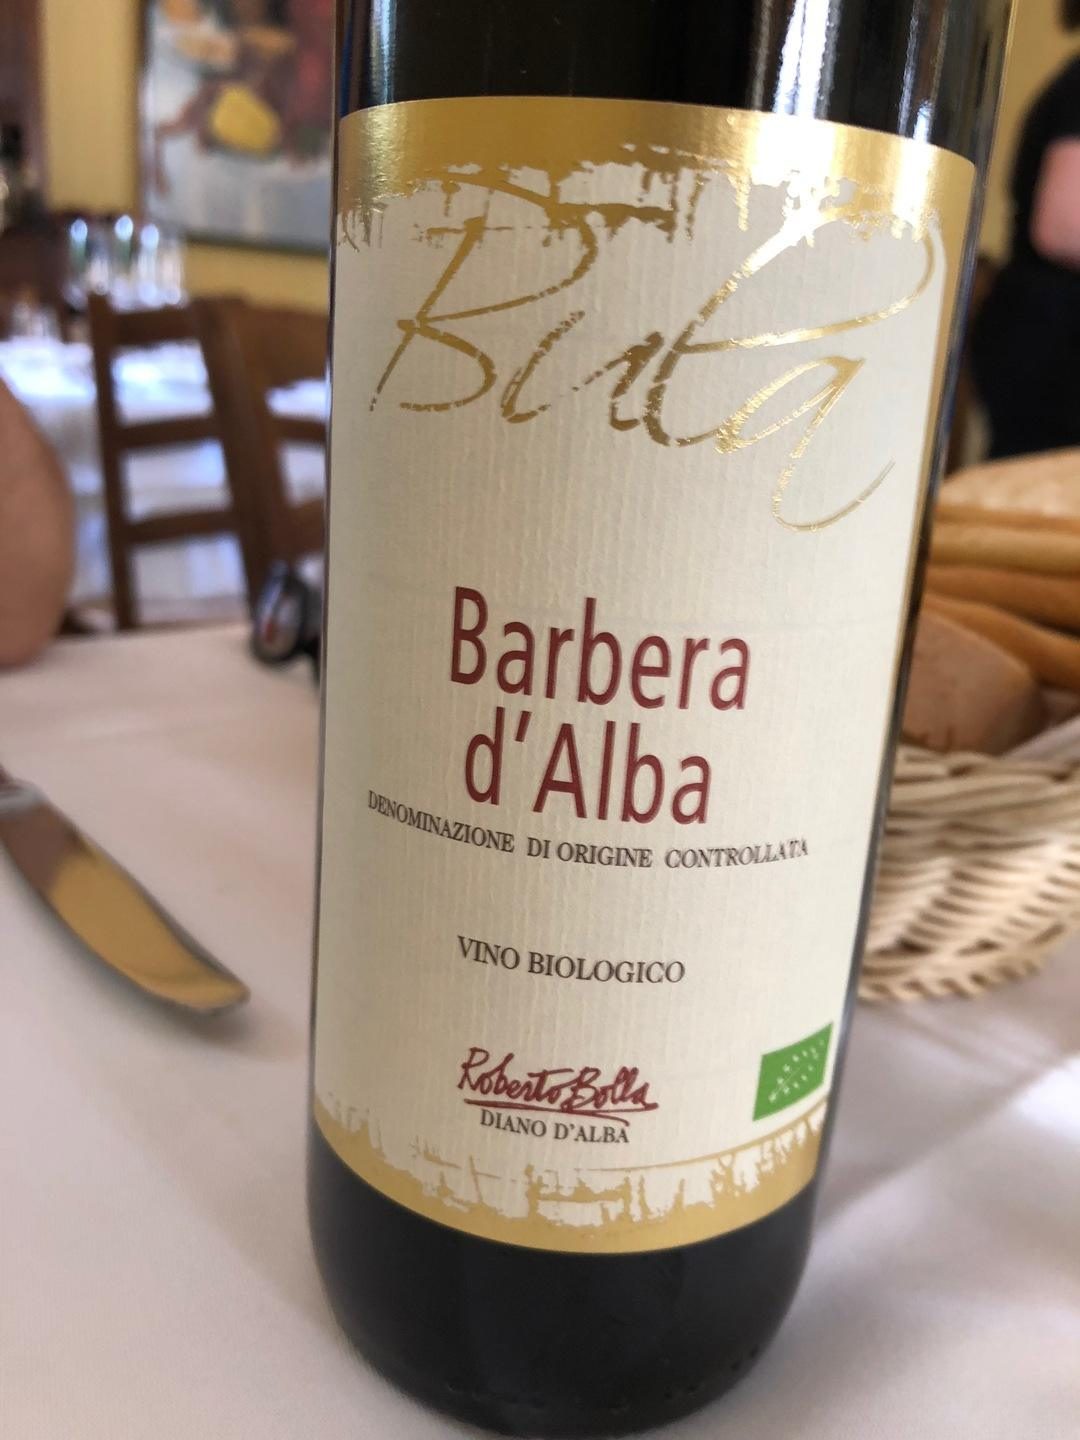 Barbera
d'Alba
DENOMINAZIONE DI ORIGINE CONTROLLATA
VINO BIOLOGICO
Roberto Bolla
DIANO D'ALBA